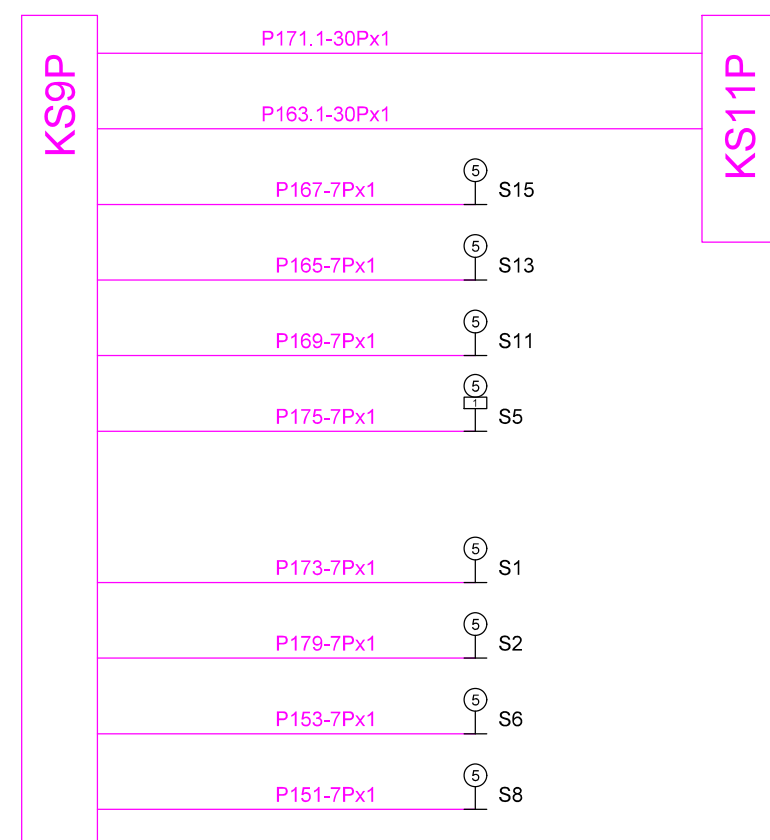 KS9P
P171.1-30Px1
KS11P
P163.1-30Px1
5
P167-7Px1 S15
5
P165-7Px1 S13
5
P169-7Px1 S11
5
1
P175-7Px1 S5
5
P173-7Px1 S1
5
P179-7Px1 S2
5
P153-7Px1 S6
5
P151-7Px1 S8